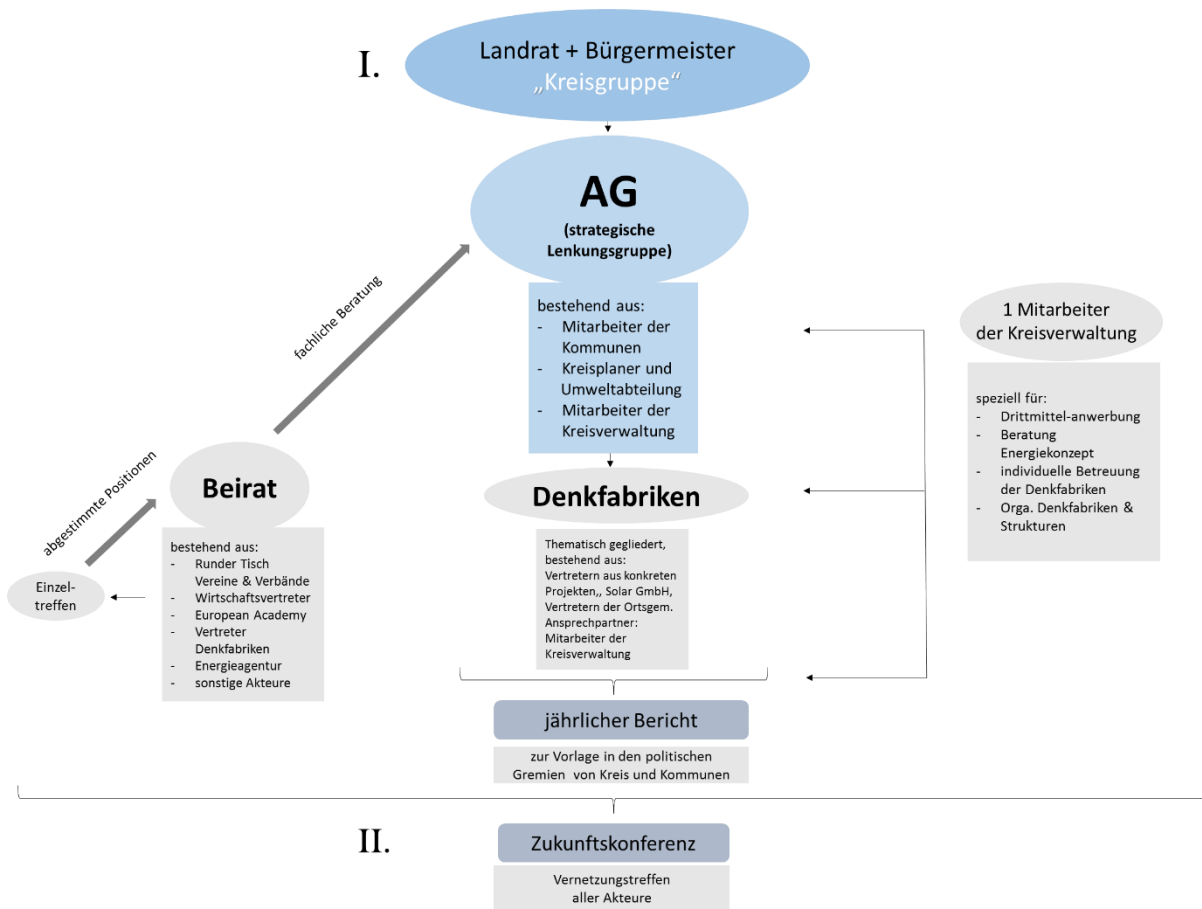 I.
Landrat + Bürgermeister
„Kreisgruppe“
AG
(strategische
Lenkungsgruppe)
bestehend aus:
- Mitarbeiter der
Kommunen
- Kreisplaner und
Umweltabteilung
- Mitarbeiter der
Kreisverwaltung
fachliche Beratung
abgestimmte Positionen
Beirat
bestehend aus:
- Runder Tisch
Vereine & Verbände
- Wirtschaftsvertreter
- European Academy
- Vertreter
Denkfabriken
- Energieagentur
- sonstige Akteure
Einzel-
treffen
Denkfabriken
Thematisch gegliedert,
bestehend aus:
Vertretern aus konkreten
Projekten,, Solar GmbH,
Vertretern der Ortsgem.
Ansprechpartner:
Mitarbeiter der
Kreisverwaltung
1 Mitarbeiter
der Kreisverwaltung
speziell für:
- Drittmittel-anwerbung
- Beratung
Energiekonzept
- individuelle Betreuung
der Denkfabriken
- Orga. Denkfabriken &
Strukturen
jährlicher Bericht
zur Vorlage in den politischen
Gremien von Kreis und Kommunen
II.
Zukunftskonferenz
Vernetzungstreffen
aller Akteure